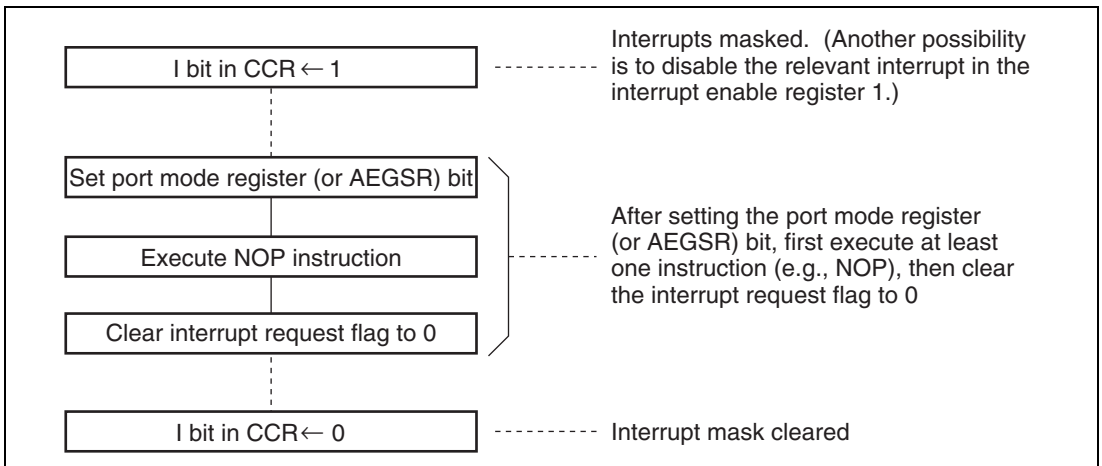 I bit in CCR ← 1
Interrupts masked. (Another possibility
is to disable the relevant interrupt in the
interrupt enable register 1.)
Set port mode register (or AEGSR) bit
Execute NOP instruction
Clear interrupt request flag to 0
After setting the port mode register
(or AEGSR) bit, first execute at least
one instruction (e.g., NOP), then clear
the interrupt request flag to 0
I bit in CCR← 0
Interrupt mask cleared